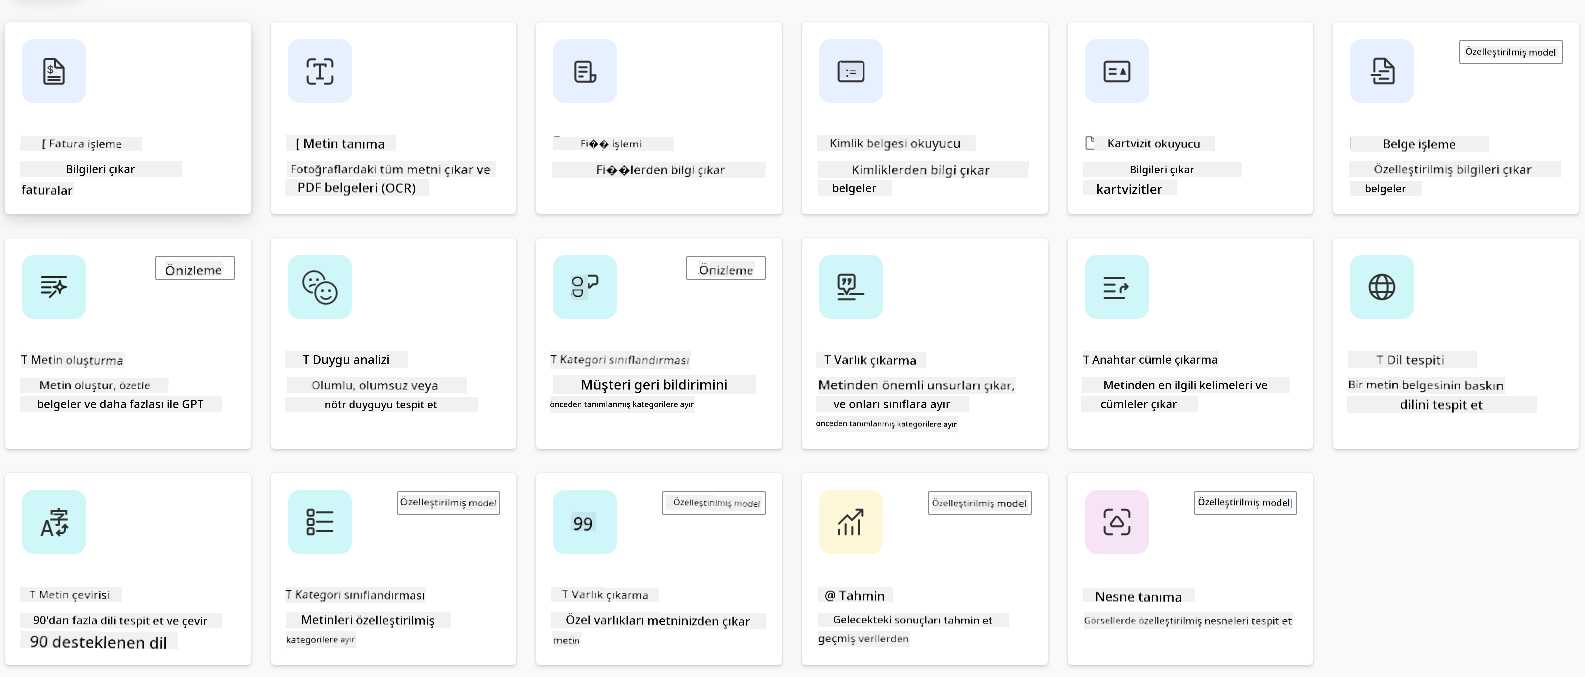 [ Fatura işleme
Bilgileri çıkar
faturalar
[ Metin tanıma
Fotoğraflardaki tüm metni çıkar ve
PDF belgeleri (OCR)
Fi�� işlemi
Fi��lerden bilgi çıkar
Kimlik belgesi okuyucu
Kimliklerden bilgi çıkar
belgeler
Kartvizit okuyucu
Bilgileri çıkar
kartvizitler
Özelleştirilmiş model
Belge işleme
Özelleştirilmiş bilgileri çıkar
belgeler
Önizleme
T Metin oluşturma
Metin oluştur, özetle
belgeler ve daha fazlası ile GPT
T Duygu analizi
Olumlu, olumsuz veya
nötr duyguyu tespit et
Önizleme
T Kategori sınıflandırması
Müşteri geri bildirimini
önceden tanımlanmış kategorilere ayır
T Varlık çıkarma
Metinden önemli unsurları çıkar,
ve onları sınıflara ayır
önceden tanımlanmış kategorilere ayır
T Anahtar cümle çıkarma
Metinden en ilgili kelimeleri ve
cümleler çıkar
T Dil tespiti
Bir metin belgesinin baskın
dilini tespit et
T Metin çevirisi
90'dan fazla dili tespit et ve çevir
90 desteklenen dil
Özelleştirilmiş model
T Kategori sınıflandırması
Metinleri özelleştirilmiş
kategorilere ayır
Özelleştirilmiş model
99
T Varlık çıkarma
Özel varlıkları metninizden çıkar
metin
Özelleştirilmiş model
@ Tahmin
Gelecekteki sonuçları tahmin et
geçmiş verilerden
Özelleştirilmiş model|
Nesne tanıma
Görsellerde özelleştirilmiş nesneleri tespit et